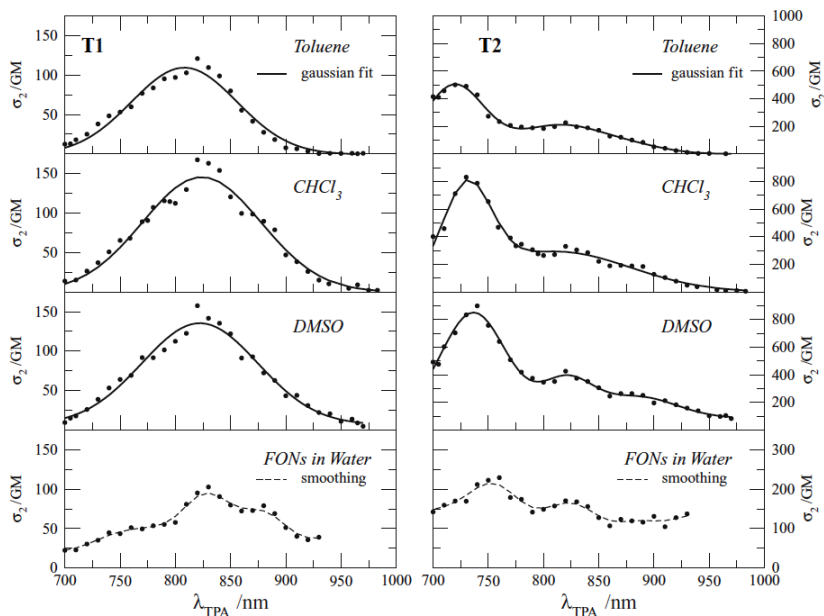 T1
Toluene
gaussian fit
150
100
50
σ₂ /GM
CHCl₃
150
100
50
σ₂ /GM
DMSO
150
100
50
σ₂ /GM
FONs in Water
smoothing
150
100
50
0
σ₂ /GM
700 750 800 850 900 950 1000
λTPA /nm
T2
Toluene
gaussian fit
1000
800
600
400
200
σ₂ /GM
CHCl₃
800
600
400
200
σ₂ /GM
DMSO
800
600
400
200
σ₂ /GM
FONs in Water
smoothing
300
200
100
0
σ₂ /GM
700 750 800 850 900 950 1000
λTPA /nm